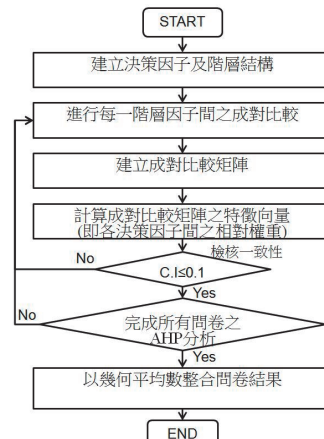 START
建立決策因子及階層結構
進行每一階層因子間之成對比較
建立成對比較矩陣
計算成對比較矩陣之特徵向量
(即各決策因子間之相對權重)
檢核一致性
No
C.I≤0.1
Yes
No
完成所有問卷之
AHP分析
Yes
以幾何平均數整合問卷結果
END